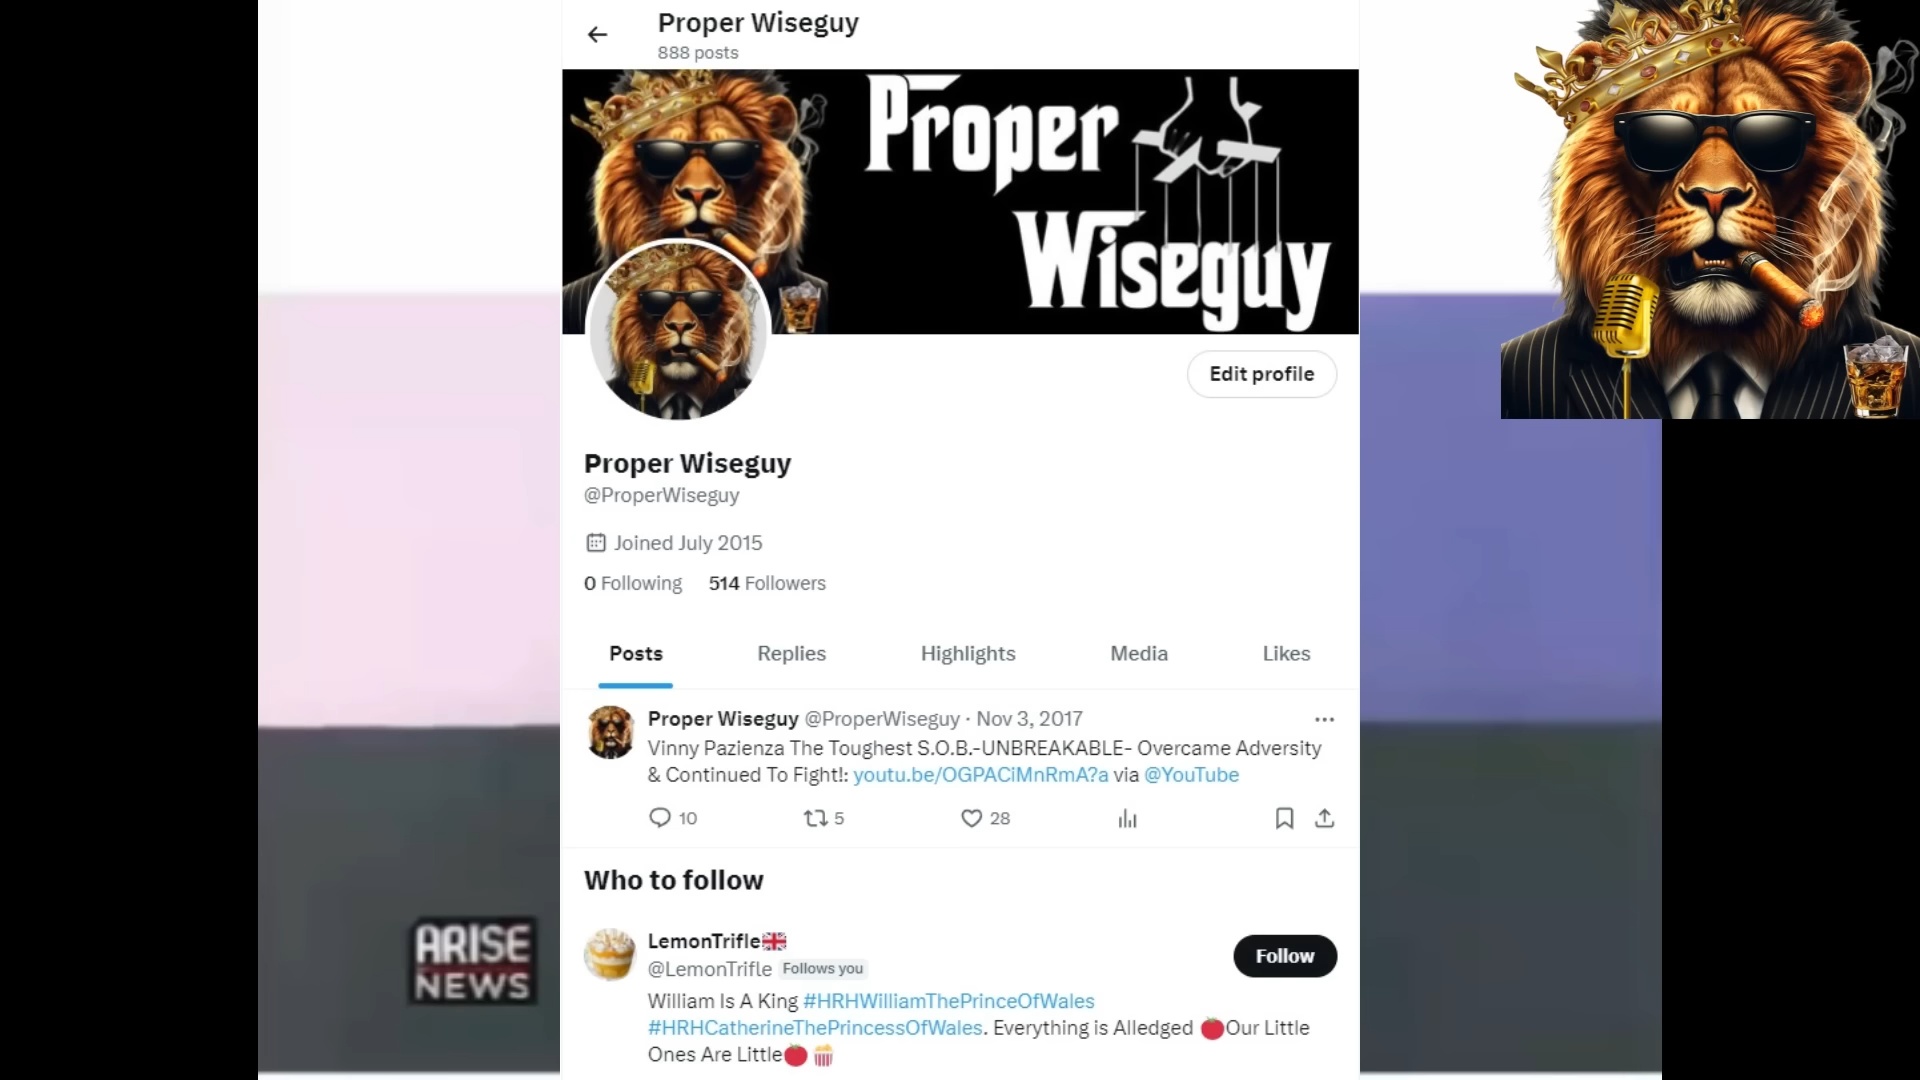 Proper Wiseguy
888 posts
Proper
Wiseguy
Edit profile
Proper Wiseguy
@ProperWiseguy
Joined July 2015
0 Following 514 Followers
Posts Replies Highlights Media Likes
Proper Wiseguy @ProperWiseguy · Nov 3, 2017
Vinny Pazienza The Toughest S.O.B.-UNBREAKABLE- Overcame Adversity
& Continued To Fight!: youtu.be/OGPACiMnRmA?a via @YouTube
10 5 28
Who to follow
LemonTrifle🇬🇧
@LemonTrifle Follows you
Follow
William Is A King #HRHWilliamThePrinceOfWales
#HRHCatherineThePrincessOfWales. Everything is Alledged 🍅Our Little
Ones Are Little🍅🍿
ARISE
NEWS